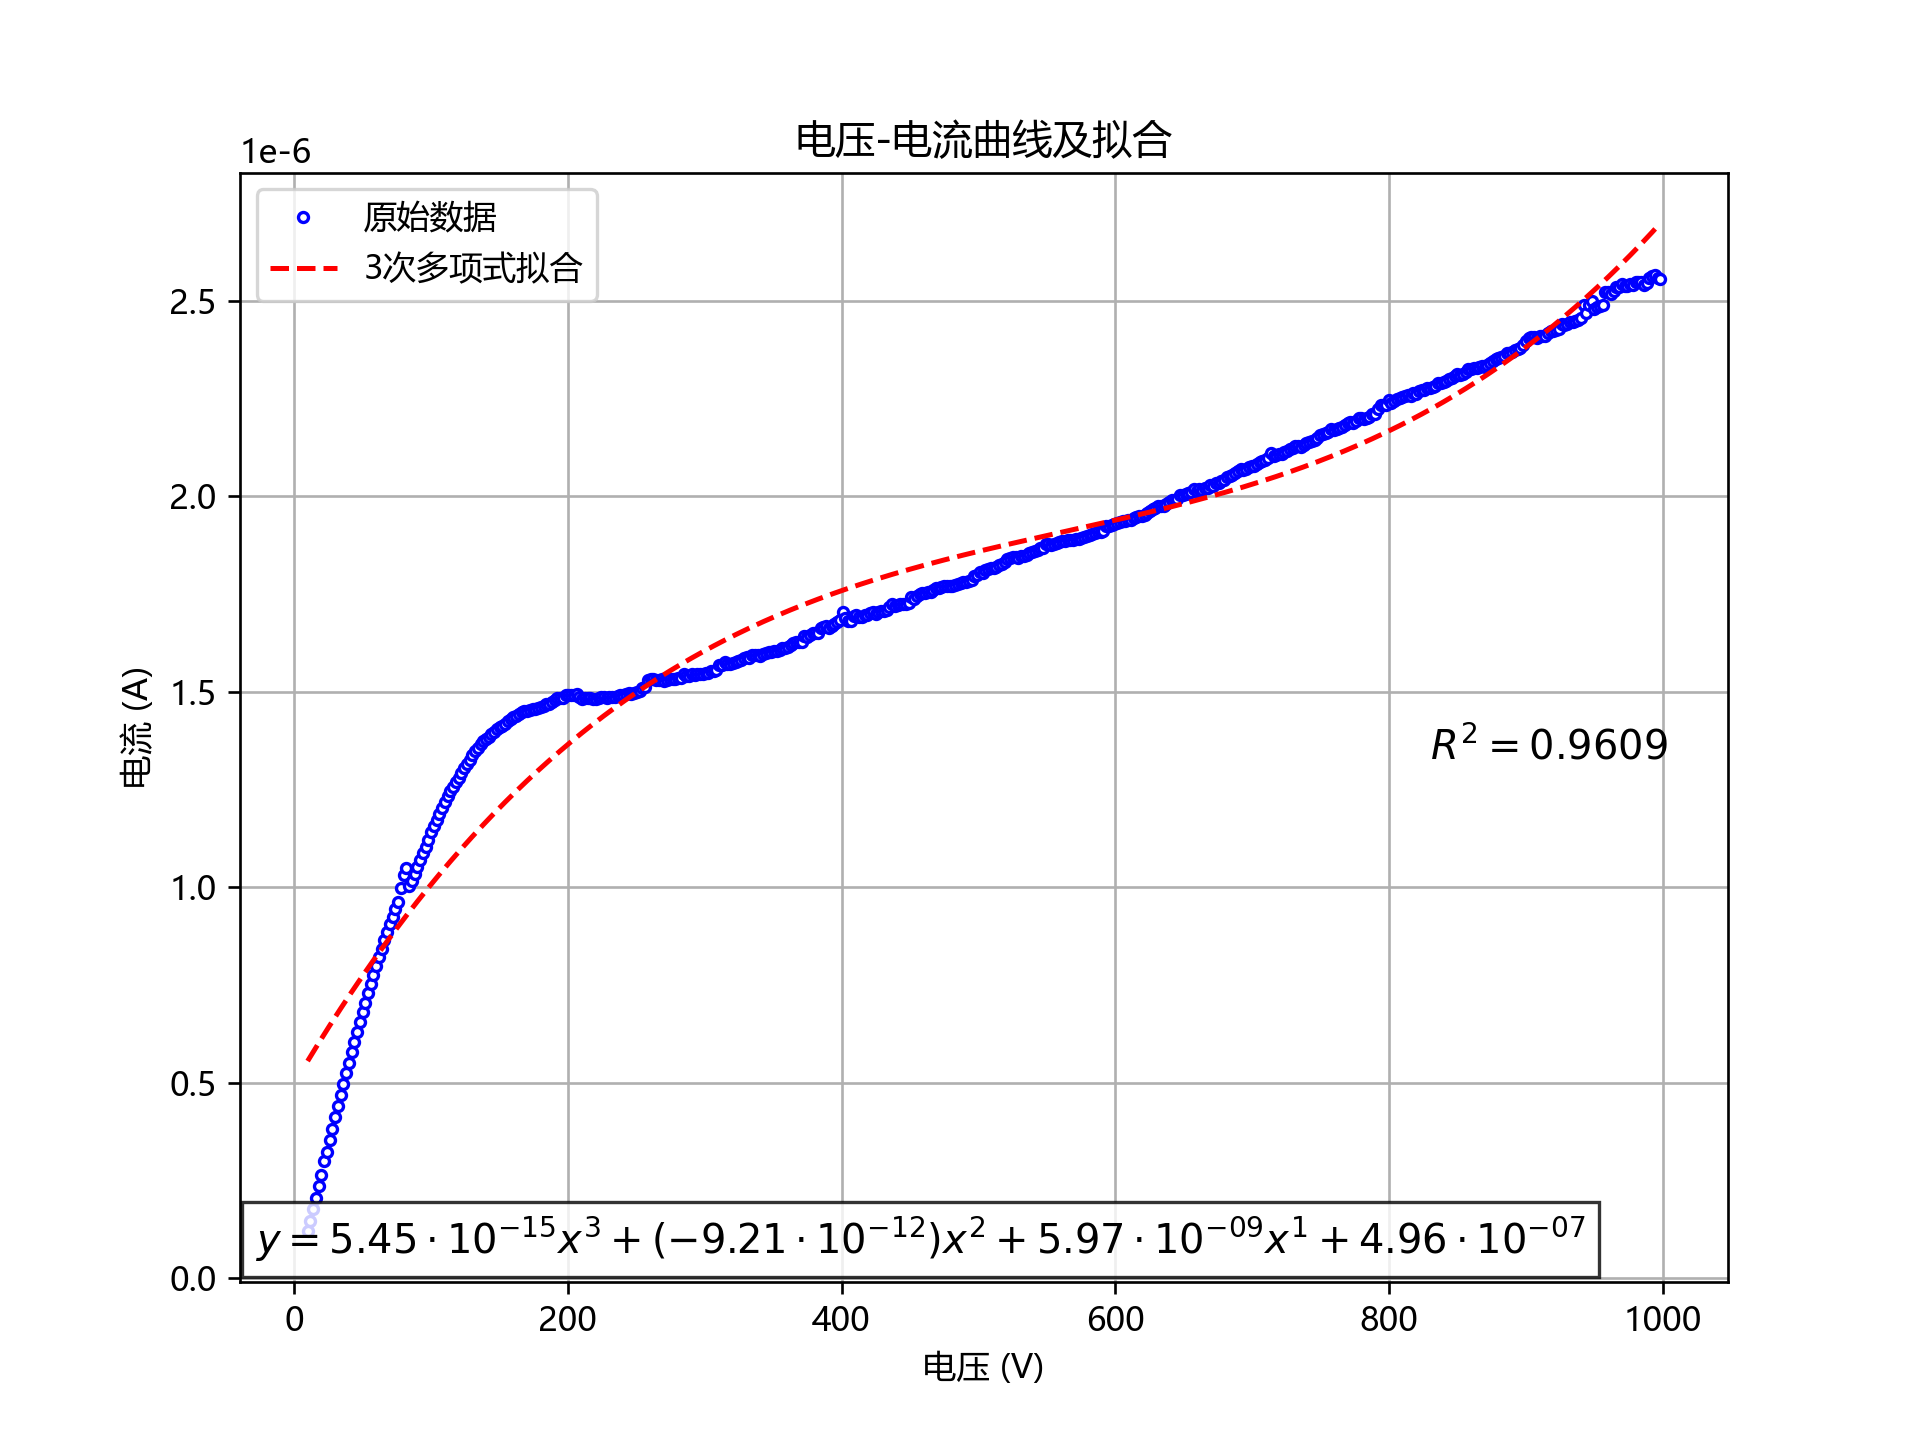 电压-电流曲线及拟合
1e-6
原始数据
3次多项式拟合
2.5
2.0
1.5
1.0
0.5
0.0
电流 (A)
R² = 0.9609
y = 5.45 · 10⁻¹⁵x³ + (−9.21 · 10⁻¹²)x² + 5.97 · 10⁻⁰⁹x¹ + 4.96 · 10⁻⁰⁷
0 200 400 600 800 1000
电压 (V)